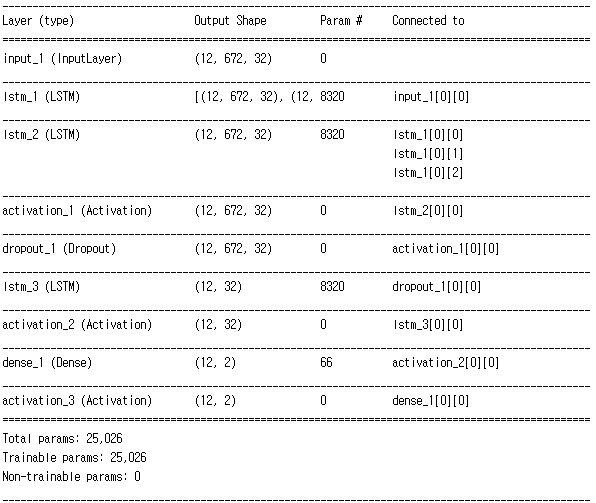 Layer (type) Output Shape Param # Connected to
input_1 (InputLayer) (12, 672, 32) 0
lstm_1 (LSTM) [(12, 672, 32), (12, 8320 input_1[0][0]
lstm_2 (LSTM) (12, 672, 32) 8320 lstm_1[0][0]
lstm_1[0][1]
lstm_1[0][2]
activation_1 (Activation) (12, 672, 32) 0 lstm_2[0][0]
dropout_1 (Dropout) (12, 672, 32) 0 activation_1[0][0]
lstm_3 (LSTM) (12, 32) 8320 dropout_1[0][0]
activation_2 (Activation) (12, 32) 0 lstm_3[0][0]
dense_1 (Dense) (12, 2) 66 activation_2[0][0]
activation_3 (Activation) (12, 2) 0 dense_1[0][0]
Total params: 25,026
Trainable params: 25,026
Non-trainable params: 0